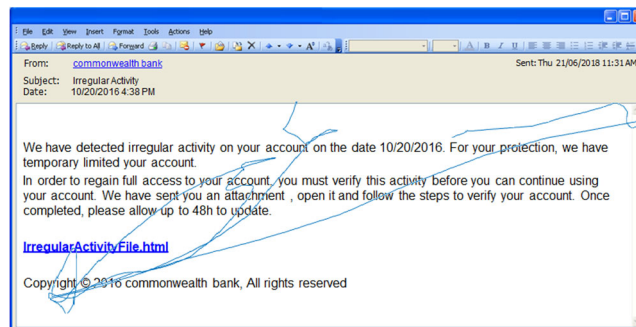 File Edit View Insert Format Tools Actions Help
Reply Reply to All Forward
From: commonwealth bank Sent: Thu 21/06/2018 11:31 AM
Subject: Irregular Activity
Date: 10/20/2016 4:38 PM
We have detected irregular activity on your account on the date 10/20/2016. For your protection, we have
temporary limited your account.
In order to regain full access to your account, you must verify this activity before you can continue using
your account. We have sent you an attachment , open it and follow the steps to verify your account. Once
completed, please allow up to 48h to update.
IrregularActivityFile.html
Copyright © 2016 commonwealth bank, All rights reserved